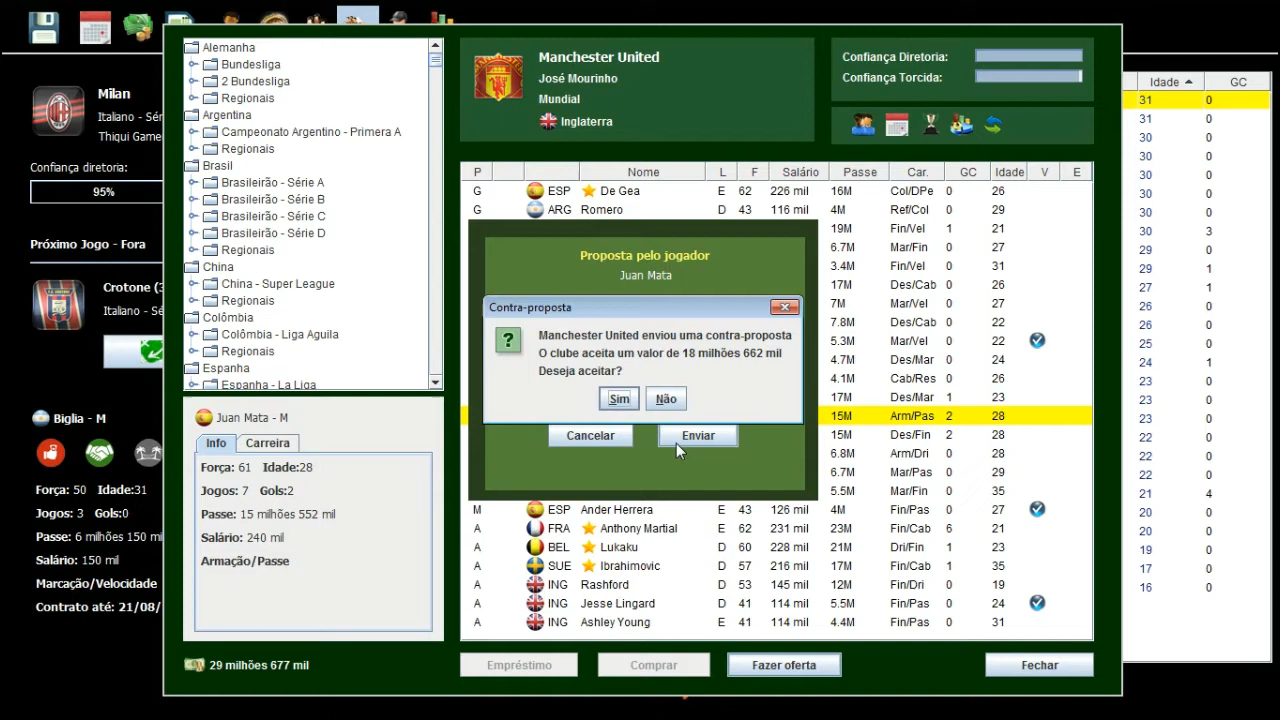 Milan
Italiano - Sé
Thiqui Game
Confiança diretoria:
95%
Próximo Jogo - Fora
Crotone (3
Italiano - Sé
Biglia - M
Força: 50 Idade:31
Jogos: 3 Gols:0
Passe: 6 milhões 150 mi
Salário: 150 mil
Marcação/Velocidade
Contrato até: 21/08/
Alemanha
Bundesliga
2 Bundesliga
Regionais
Argentina
Campeonato Argentino - Primera A
Regionais
Brasil
Brasileirão - Série A
Brasileirão - Série B
Brasileirão - Série C
Brasileirão - Série D
Regionais
China
China - Super League
Regionais
Colômbia
Colômbia - Liga Aguila
Regionais
Espanha
Espanha - La Liga
Juan Mata - M
Info Carreira
Força: 61 Idade:28
Jogos: 7 Gols:2
Passe: 15 milhões 552 mil
Salário: 240 mil
Armação/Passe
29 milhões 677 mil
Manchester United
José Mourinho
Mundial
Inglaterra
Confiança Diretoria:
Confiança Torcida:
P Nome L F Salário Passe Car. GC Idade V E
G ESP De Gea E 62 226 mil 16M Col/DPe 0 26
G ARG Romero D 43 116 mil 4M Ref/Col 0 29
19M Fin/Vel 1 21
6.7M Mar/Fin 0 27
3.4M Fin/Vel 0 31
17M Des/Cab 0 26
7M Mar/Vel 0 27
7.8M Des/Cab 0 22
5.3M Mar/Vel 0 22
4.7M Des/Mar 0 24
4.1M Cab/Res 0 26
17M Des/Mar 1 23
15M Arm/Pas 2 28
15M Des/Fin 2 28
6.8M Arm/Dri 0 28
6.7M Mar/Pas 0 29
5.5M Mar/Fin 0 35
M ESP Ander Herrera E 43 126 mil 4M Fin/Pas 0 27
A FRA Anthony Martial E 62 231 mil 23M Fin/Cab 6 21
A BEL Lukaku D 60 228 mil 21M Dri/Fin 1 23
A SUE Ibrahimovic D 57 216 mil 17M Fin/Cab 1 35
A ING Rashford D 53 145 mil 12M Fin/Dri 0 19
A ING Jesse Lingard D 41 114 mil 5.5M Fin/Pas 0 24
A ING Ashley Young E 41 114 mil 4.4M Fin/Pas 0 31
Proposta pelo jogador
Juan Mata
Contra-proposta
Manchester United enviou uma contra-proposta
O clube aceita um valor de 18 milhões 662 mil
Deseja aceitar?
Sim Não
Cancelar Enviar
Empréstimo Comprar Fazer oferta Fechar
Idade GC
31 0
31 0
30 0
30 0
30 0
30 0
30 0
30 3
29 0
29 1
27 1
26 0
26 0
25 0
24 1
23 0
23 0
23 0
22 0
22 0
22 0
21 4
20 0
20 0
19 0
17 0
16 0